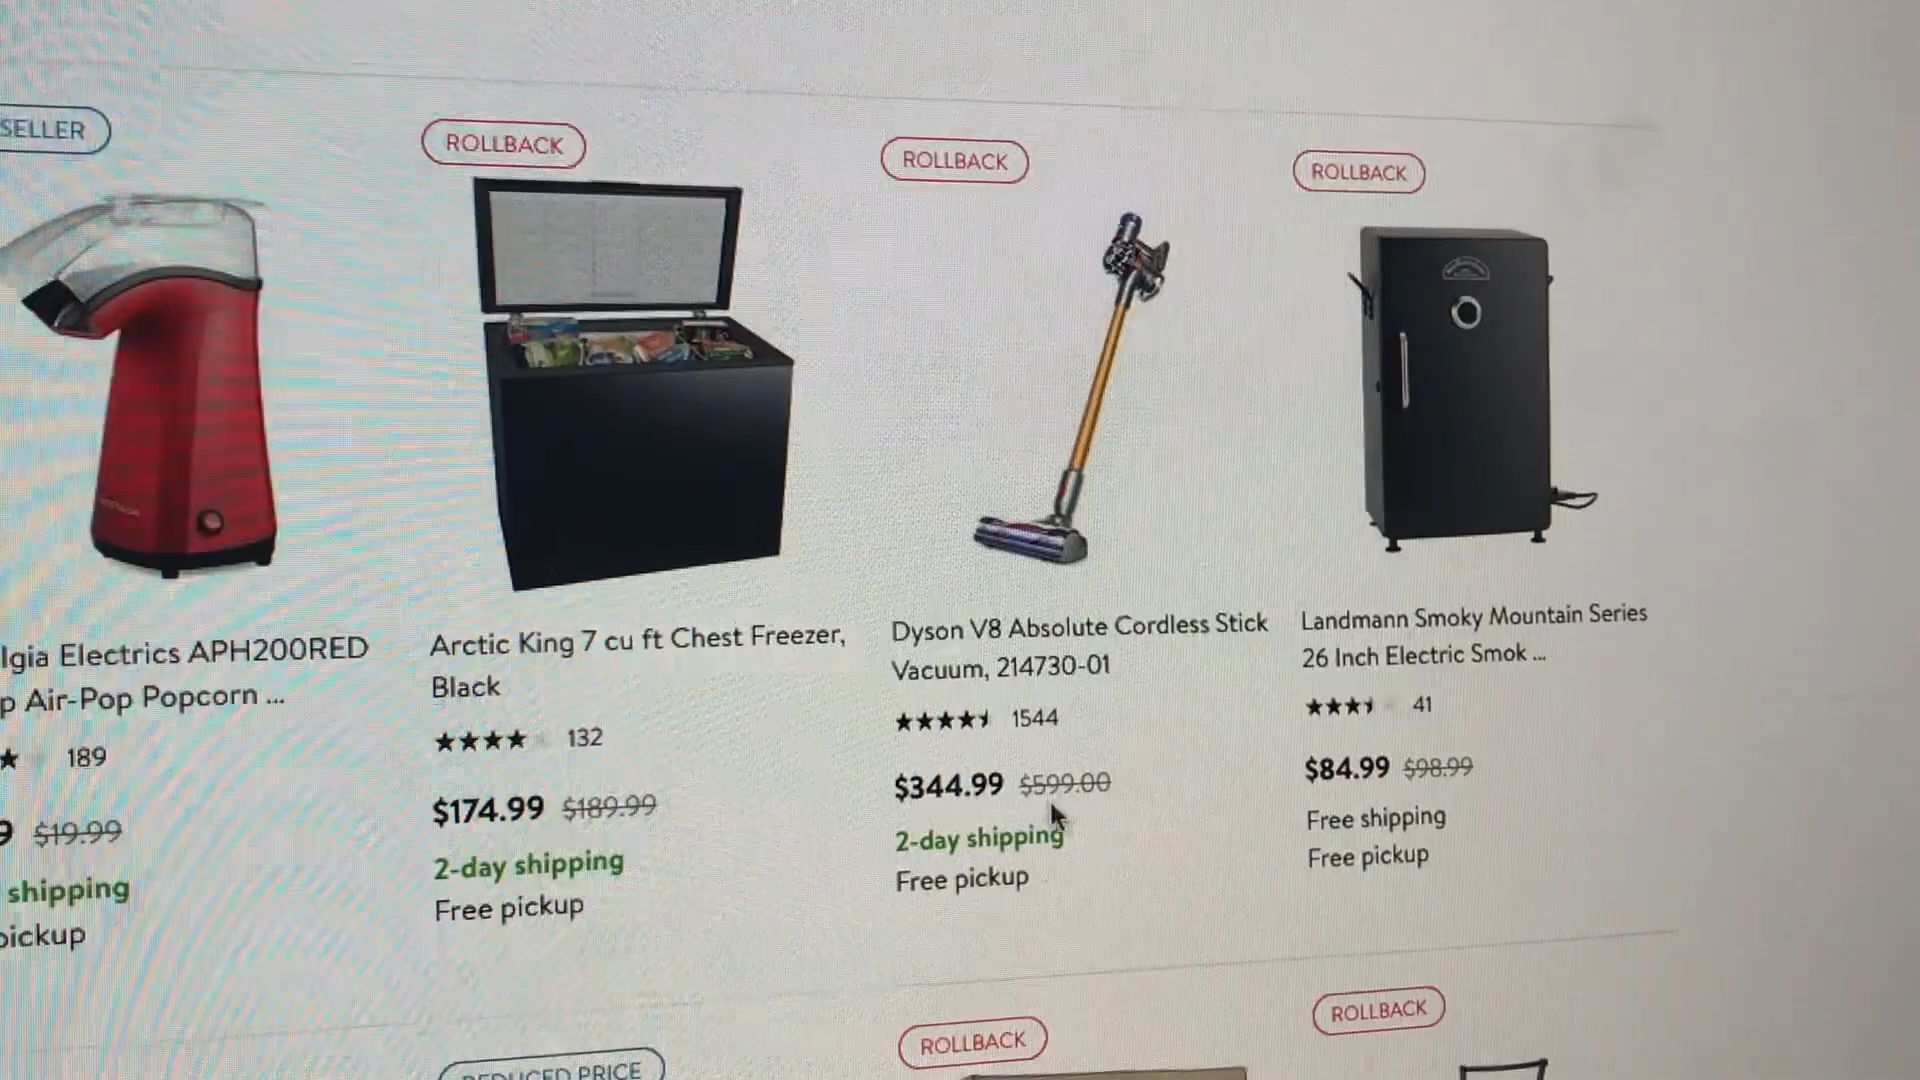 SELLER
ROLLBACK
ROLLBACK
ROLLBACK
lgia Electrics APH200RED
p Air-Pop Popcorn ...
189
9 $19.99
shipping
pickup
Arctic King 7 cu ft Chest Freezer,
Black
132
$174.99 $189.99
2-day shipping
Free pickup
Dyson V8 Absolute Cordless Stick
Vacuum, 214730-01
1544
$344.99 $599.00
2-day shipping
Free pickup
Landmann Smoky Mountain Series
26 Inch Electric Smok ...
41
$84.99 $98.99
Free shipping
Free pickup
REDUCED PRICE
ROLLBACK
ROLLBACK